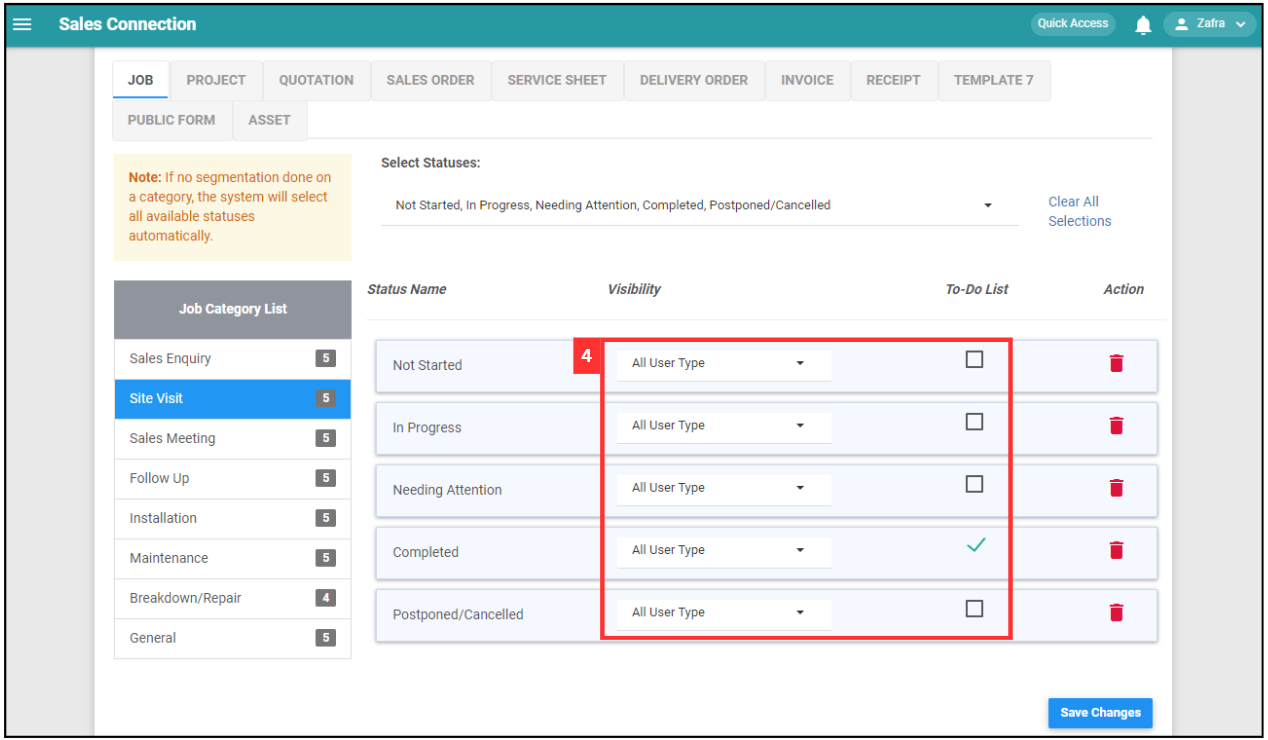 Sales Connection
Quick Access
Zafra
JOB PROJECT QUOTATION SALES ORDER SERVICE SHEET DELIVERY ORDER INVOICE RECEIPT TEMPLATE 7
PUBLIC FORM ASSET
Note: If no segmentation done on
a category, the system will select
all available statuses
automatically.
Select Statuses:
Not Started, In Progress, Needing Attention, Completed, Postponed/Cancelled
Clear All
Selections
Job Category List
Sales Enquiry 5
Site Visit 5
Sales Meeting 5
Follow Up 5
Installation 5
Maintenance 5
Breakdown/Repair 4
General 5
Status Name Visibility To-Do List Action
Not Started 4 All User Type
In Progress All User Type
Needing Attention All User Type
Completed All User Type
Postponed/Cancelled All User Type
Save Changes